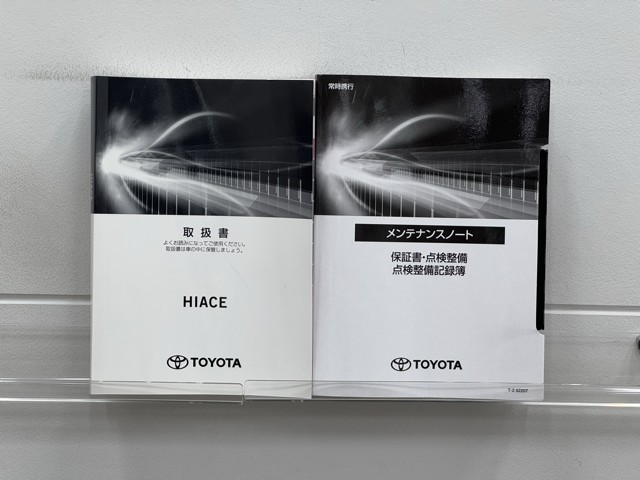 取扱書
よくお読みになってご使用ください。
取扱書は車の中に保管しましょう。
HIACE
TOYOTA
常時携行
メンテナンスノート
保証書・点検整備
点検整備記録簿
TOYOTA